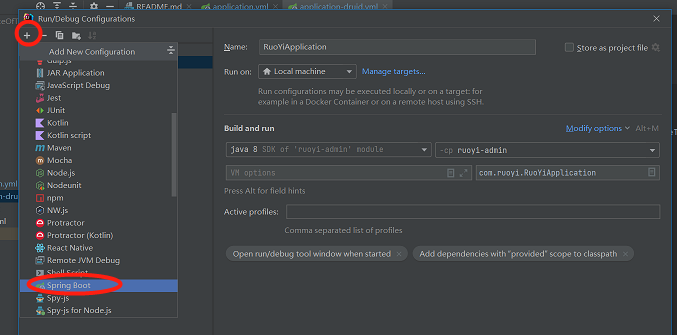 README.md
application.yml
application-druid.yml
Run/Debug Configurations
Add New Configuration
Gulp.js
JAR Application
JavaScript Debug
Jest
JUnit
Kotlin
Kotlin script
Maven
Mocha
Node.js
Nodeunit
npm
NW.js
Protractor
Protractor (Kotlin)
React Native
Remote JVM Debug
Shell Script
Spring Boot
Spy-js
Spy-js for Node.js
Name:
RuoYiApplication
Store as project file
Run on:
Local machine
Manage targets...
Run configurations may be executed locally or on a target: for
example in a Docker Container or on a remote host using SSH.
Build and run
Modify options
Alt+M
java 8 SDK of 'ruoyi-admin' module
-cp ruoyi-admin
VM options
com.ruoyi.RuoYiApplication
Press Alt for field hints
Active profiles:
Comma separated list of profiles
Open run/debug tool window when started
Add dependencies with "provided" scope to classpath